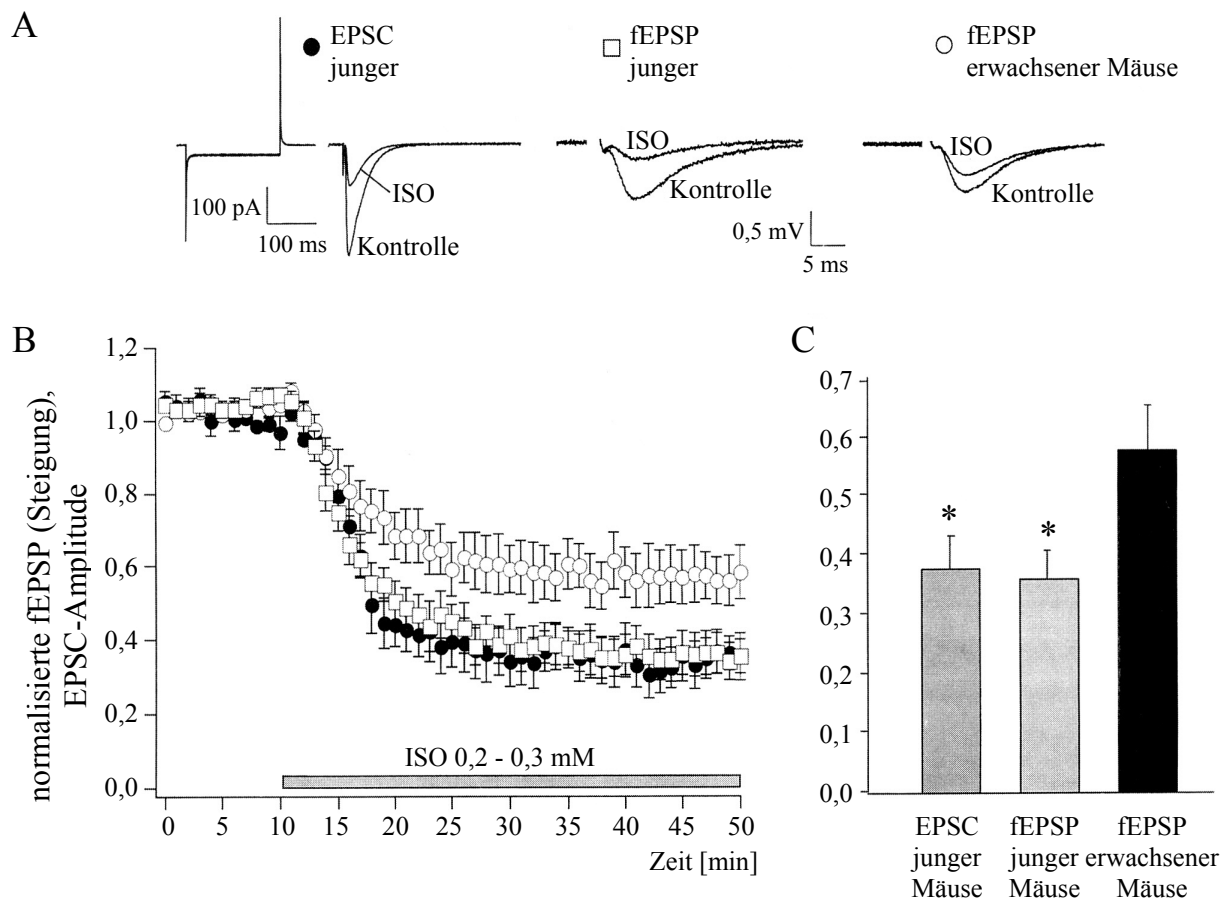 A
EPSC
junger
fEPSP
junger
fEPSP
erwachsener Mäuse
ISO
Kontrolle
100 pA
100 ms
ISO
Kontrolle
0,5 mV
5 ms
ISO
Kontrolle
B
normalisierte fEPSP (Steigung),
EPSC-Amplitude
1,2
1,0
0,8
0,6
0,4
0,2
0,0
ISO 0,2 - 0,3 mM
0 5 10 15 20 25 30 35 40 45 50
Zeit [min]
C
0,7
0,6
0,5
0,4
0,3
0,2
0,1
0,0
* *
EPSC
junger
Mäuse
fEPSP
junger
Mäuse
fEPSP
erwachsener
Mäuse